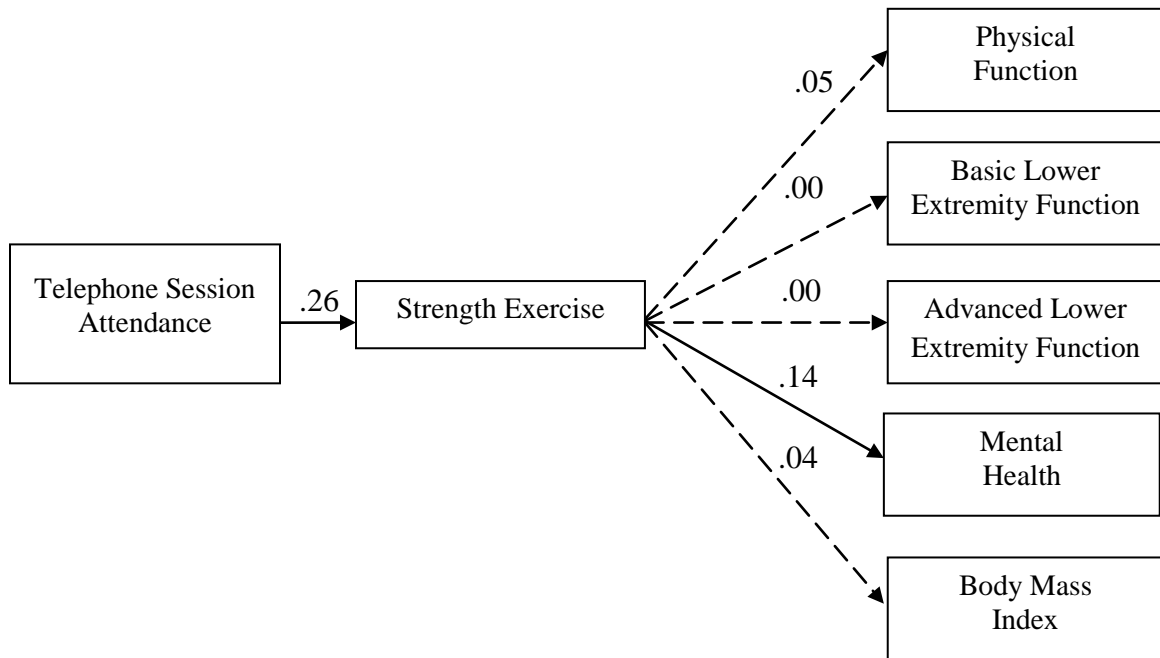 Physical
Function
.05
Basic Lower
Extremity Function
.00
Telephone Session
Attendance
.26
Strength Exercise
.00
Advanced Lower
Extremity Function
.14
Mental
Health
.04
Body Mass
Index